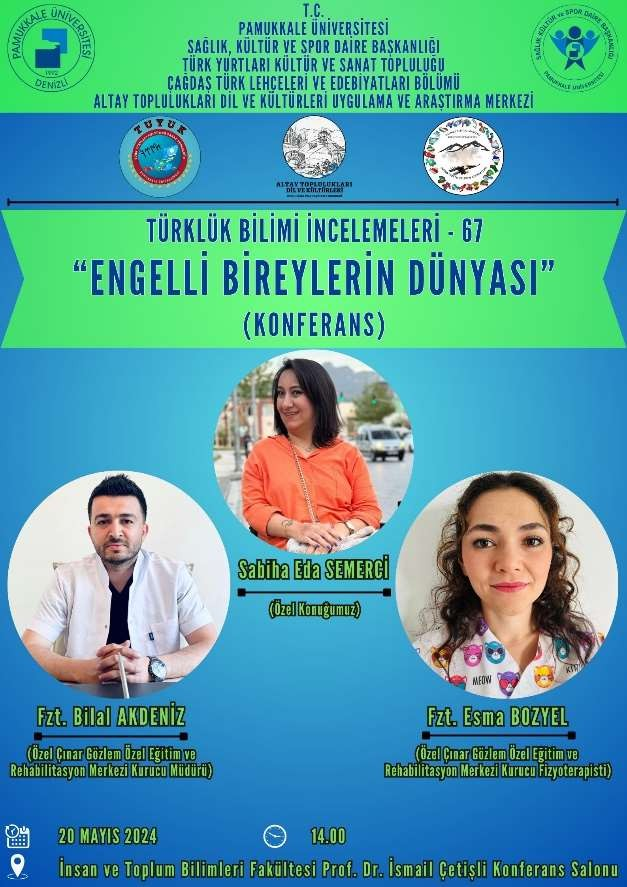 T.C.
PAMUKKALE ÜNİVERSİTESİ
SAĞLIK, KÜLTÜR VE SPOR DAİRE BAŞKANLIĞI
TÜRK YURTLARI KÜLTÜR VE SANAT TOPLULUĞU
ÇAĞDAŞ TÜRK LEHÇELERİ VE EDEBİYATLARI BÖLÜMÜ
ALTAY TOPLULUKLARI DİL VE KÜLTÜRLERİ UYGULAMA VE ARAŞTIRMA MERKEZİ
PAMUKKALE ÜNİVERSİTESİ
1992
DENİZLİ
SAĞLIK KÜLTÜR VE SPOR DAİRE BAŞKANLIĞI
PAMUKKALE ÜNİVERSİTESİ
TÜYUK
ALTAY TOPLULUKLARI
DİL VE KÜLTÜRLERİ
TÜRKLÜK BİLİMİ İNCELEMELERİ - 67
“ENGELLİ BİREYLERİN DÜNYASI”
(KONFERANS)
Sabiha Eda SEMERCİ
(Özel Konuğumuz)
MEOW
Fzt. Bilal AKDENİZ
(Özel Çınar Gözlem Özel Eğitim ve
Rehabilitasyon Merkezi Kurucu Müdürü)
Fzt. Esma BOZYEL
(Özel Çınar Gözlem Özel Eğitim ve
Rehabilitasyon Merkezi Kurucu Fizyoterapisti)
20 MAYIS 2024
14.00
İnsan ve Toplum Bilimleri Fakültesi Prof. Dr. İsmail Çetişli Konferans Salonu